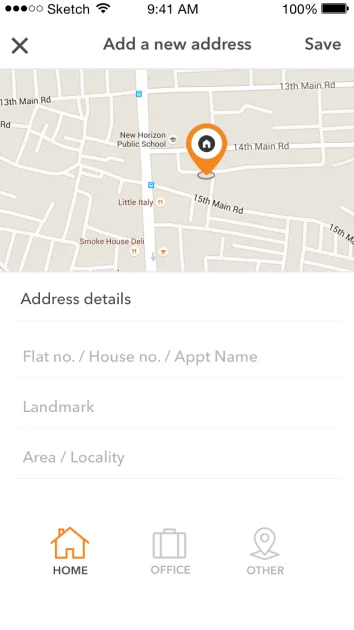 ●●●○○ Sketch 9:41 AM 100%
Add a new address Save
13th Main Rd
13th Main Rd
Rd
New Horizon
Public School
14th Main Rd
Little Italy
15th Main Rd
15th Ma
Smoke House Deli
Address details
Flat no. / House no. / Appt Name
Landmark
Area / Locality
HOME OFFICE OTHER